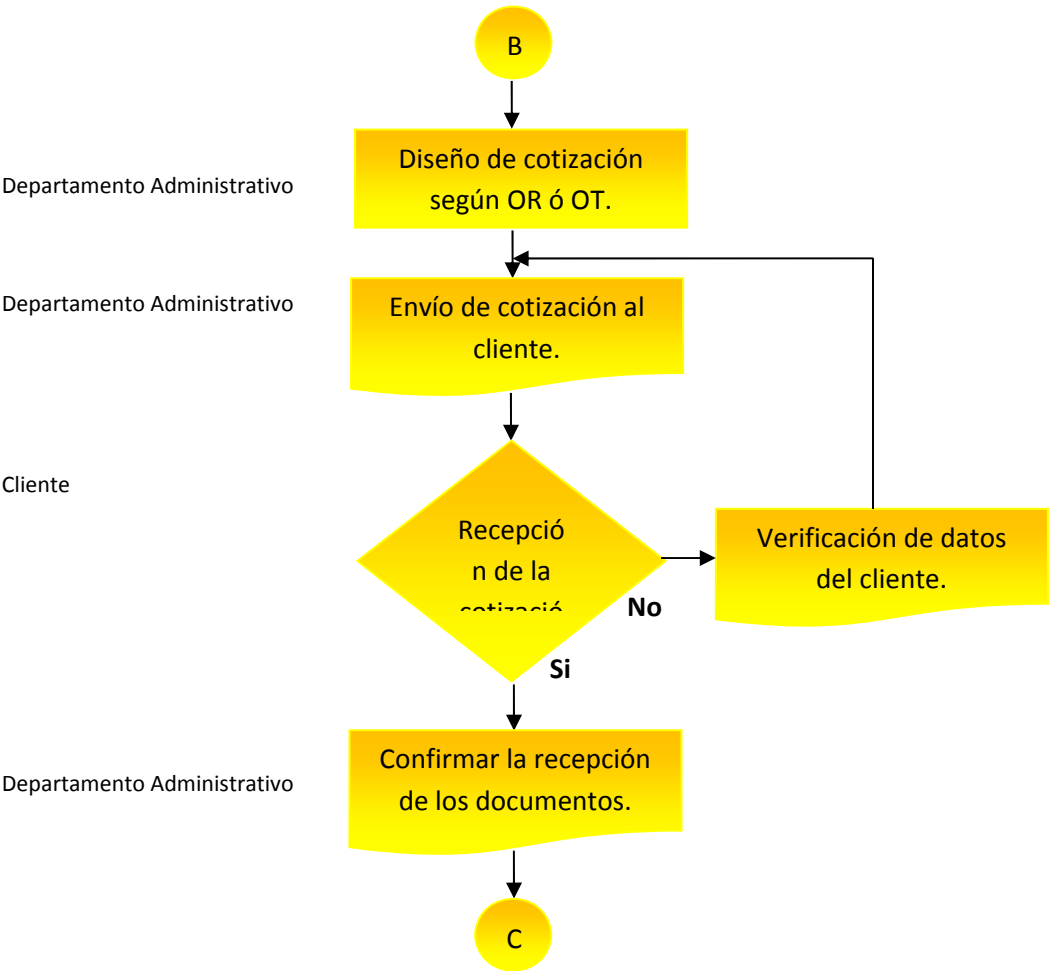 B
Departamento Administrativo
Diseño de cotización
según OR ó OT.
Departamento Administrativo
Envío de cotización al
cliente.
Cliente
Recepció
n de la
cotizació
No
Verificación de datos
del cliente.
Si
Departamento Administrativo
Confirmar la recepción
de los documentos.
C